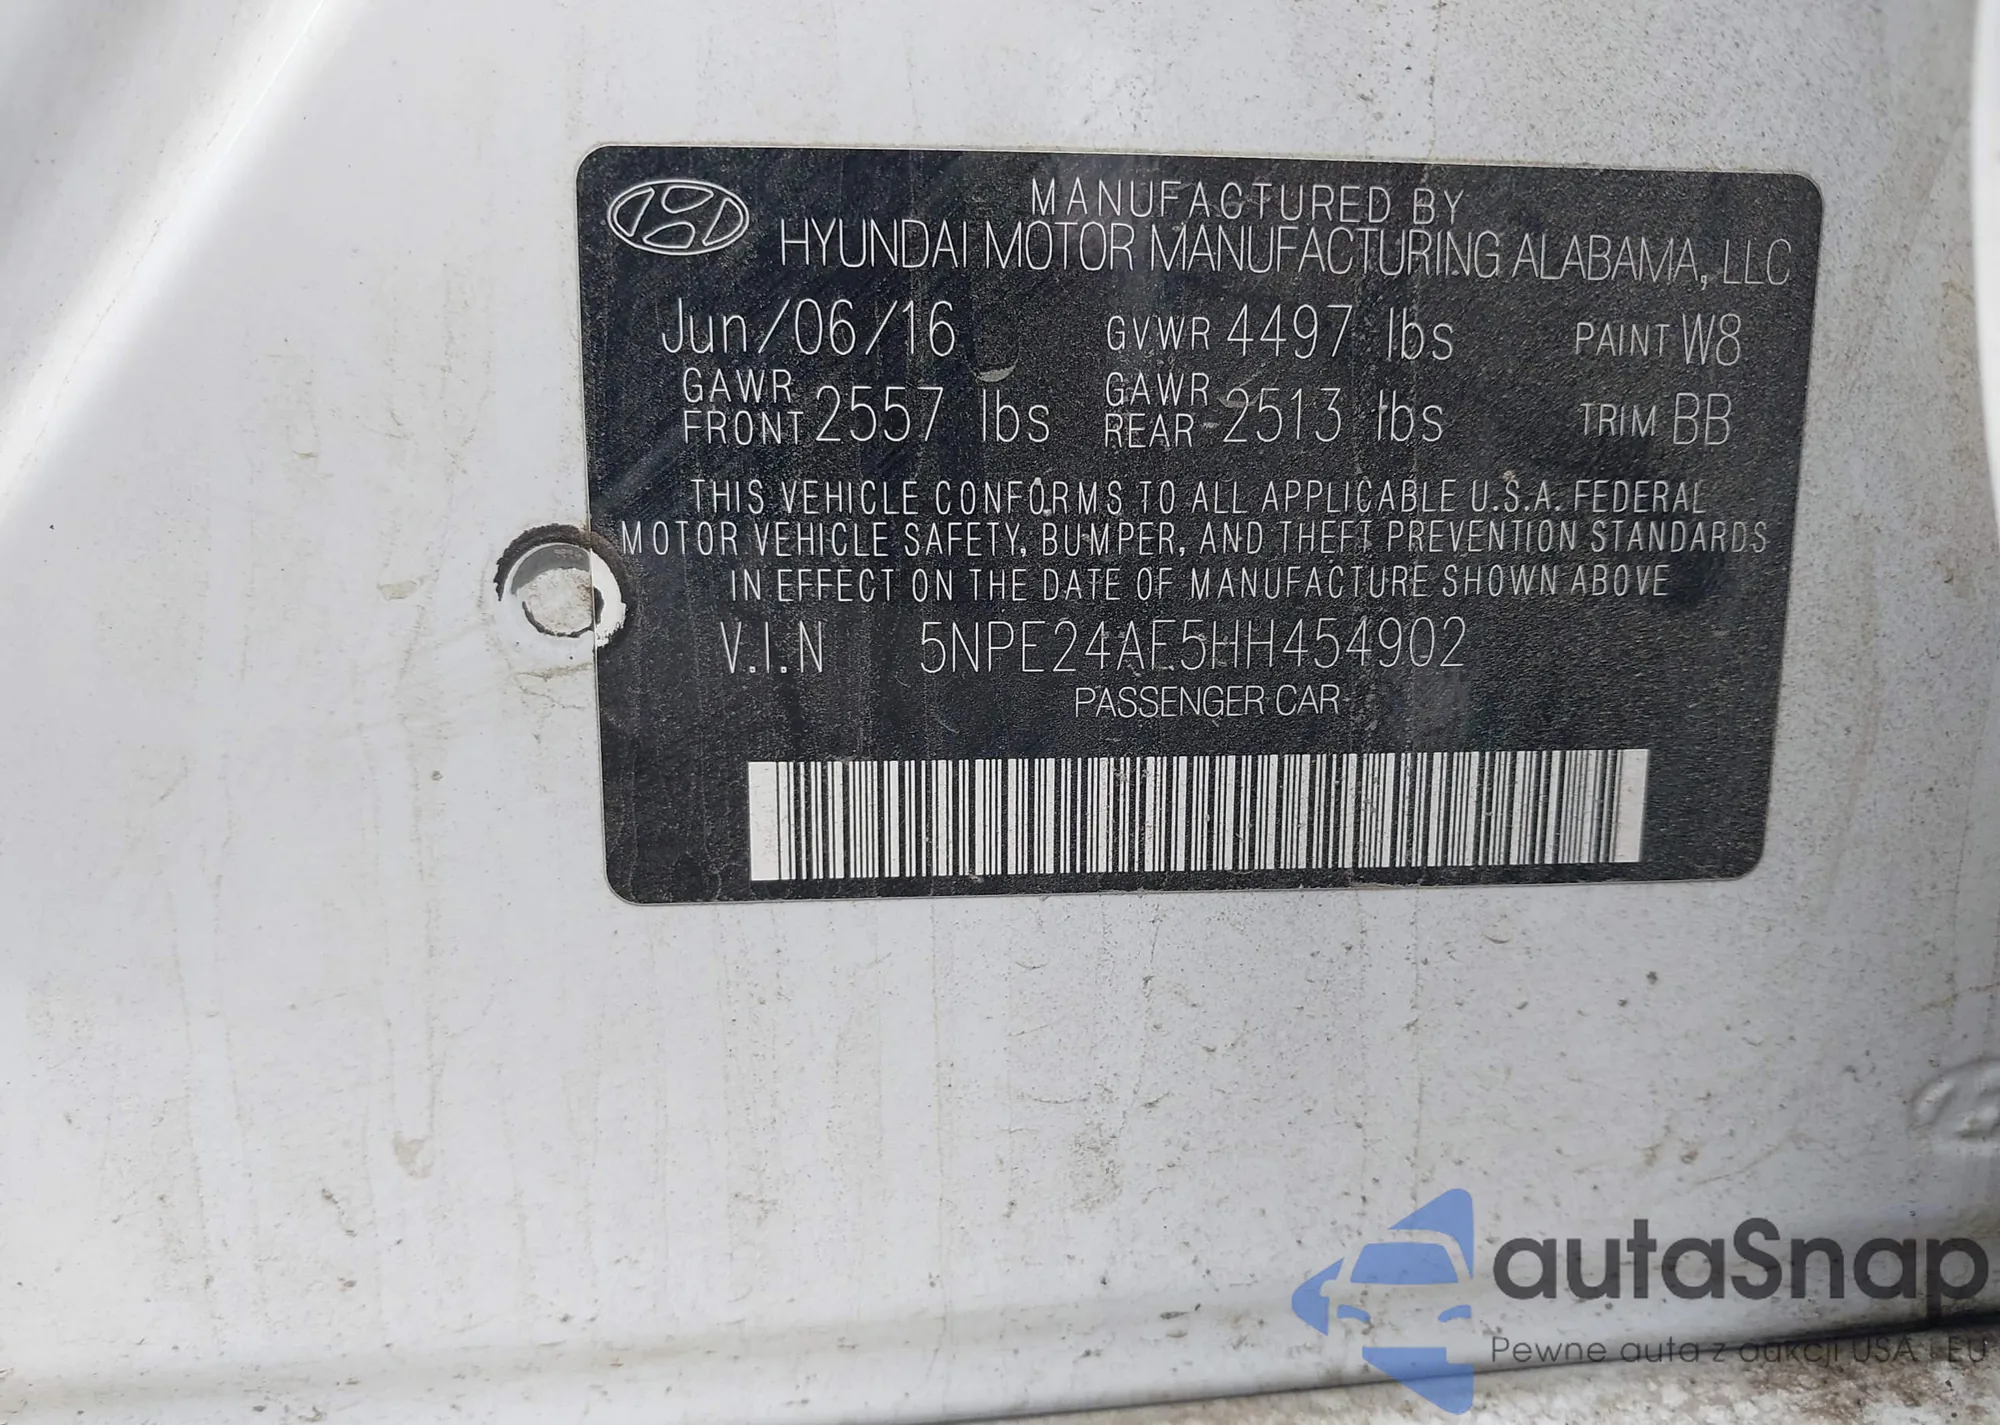 MANUFACTURED BY
HYUNDAI MOTOR MANUFACTURING ALABAMA, LLC
Jun/06/16 GVWR 4497 lbs PAINT W8
GAWR FRONT 2557 lbs GAWR REAR 2513 lbs TRIM BB
THIS VEHICLE CONFORMS TO ALL APPLICABLE U.S.A. FEDERAL
MOTOR VEHICLE SAFETY, BUMPER, AND THEFT PREVENTION STANDARDS
IN EFFECT ON THE DATE OF MANUFACTURE SHOWN ABOVE
V.I.N 5NPE24AF5HH454902
PASSENGER CAR
autaSnap
Pewne auta z aukcji USA i EU